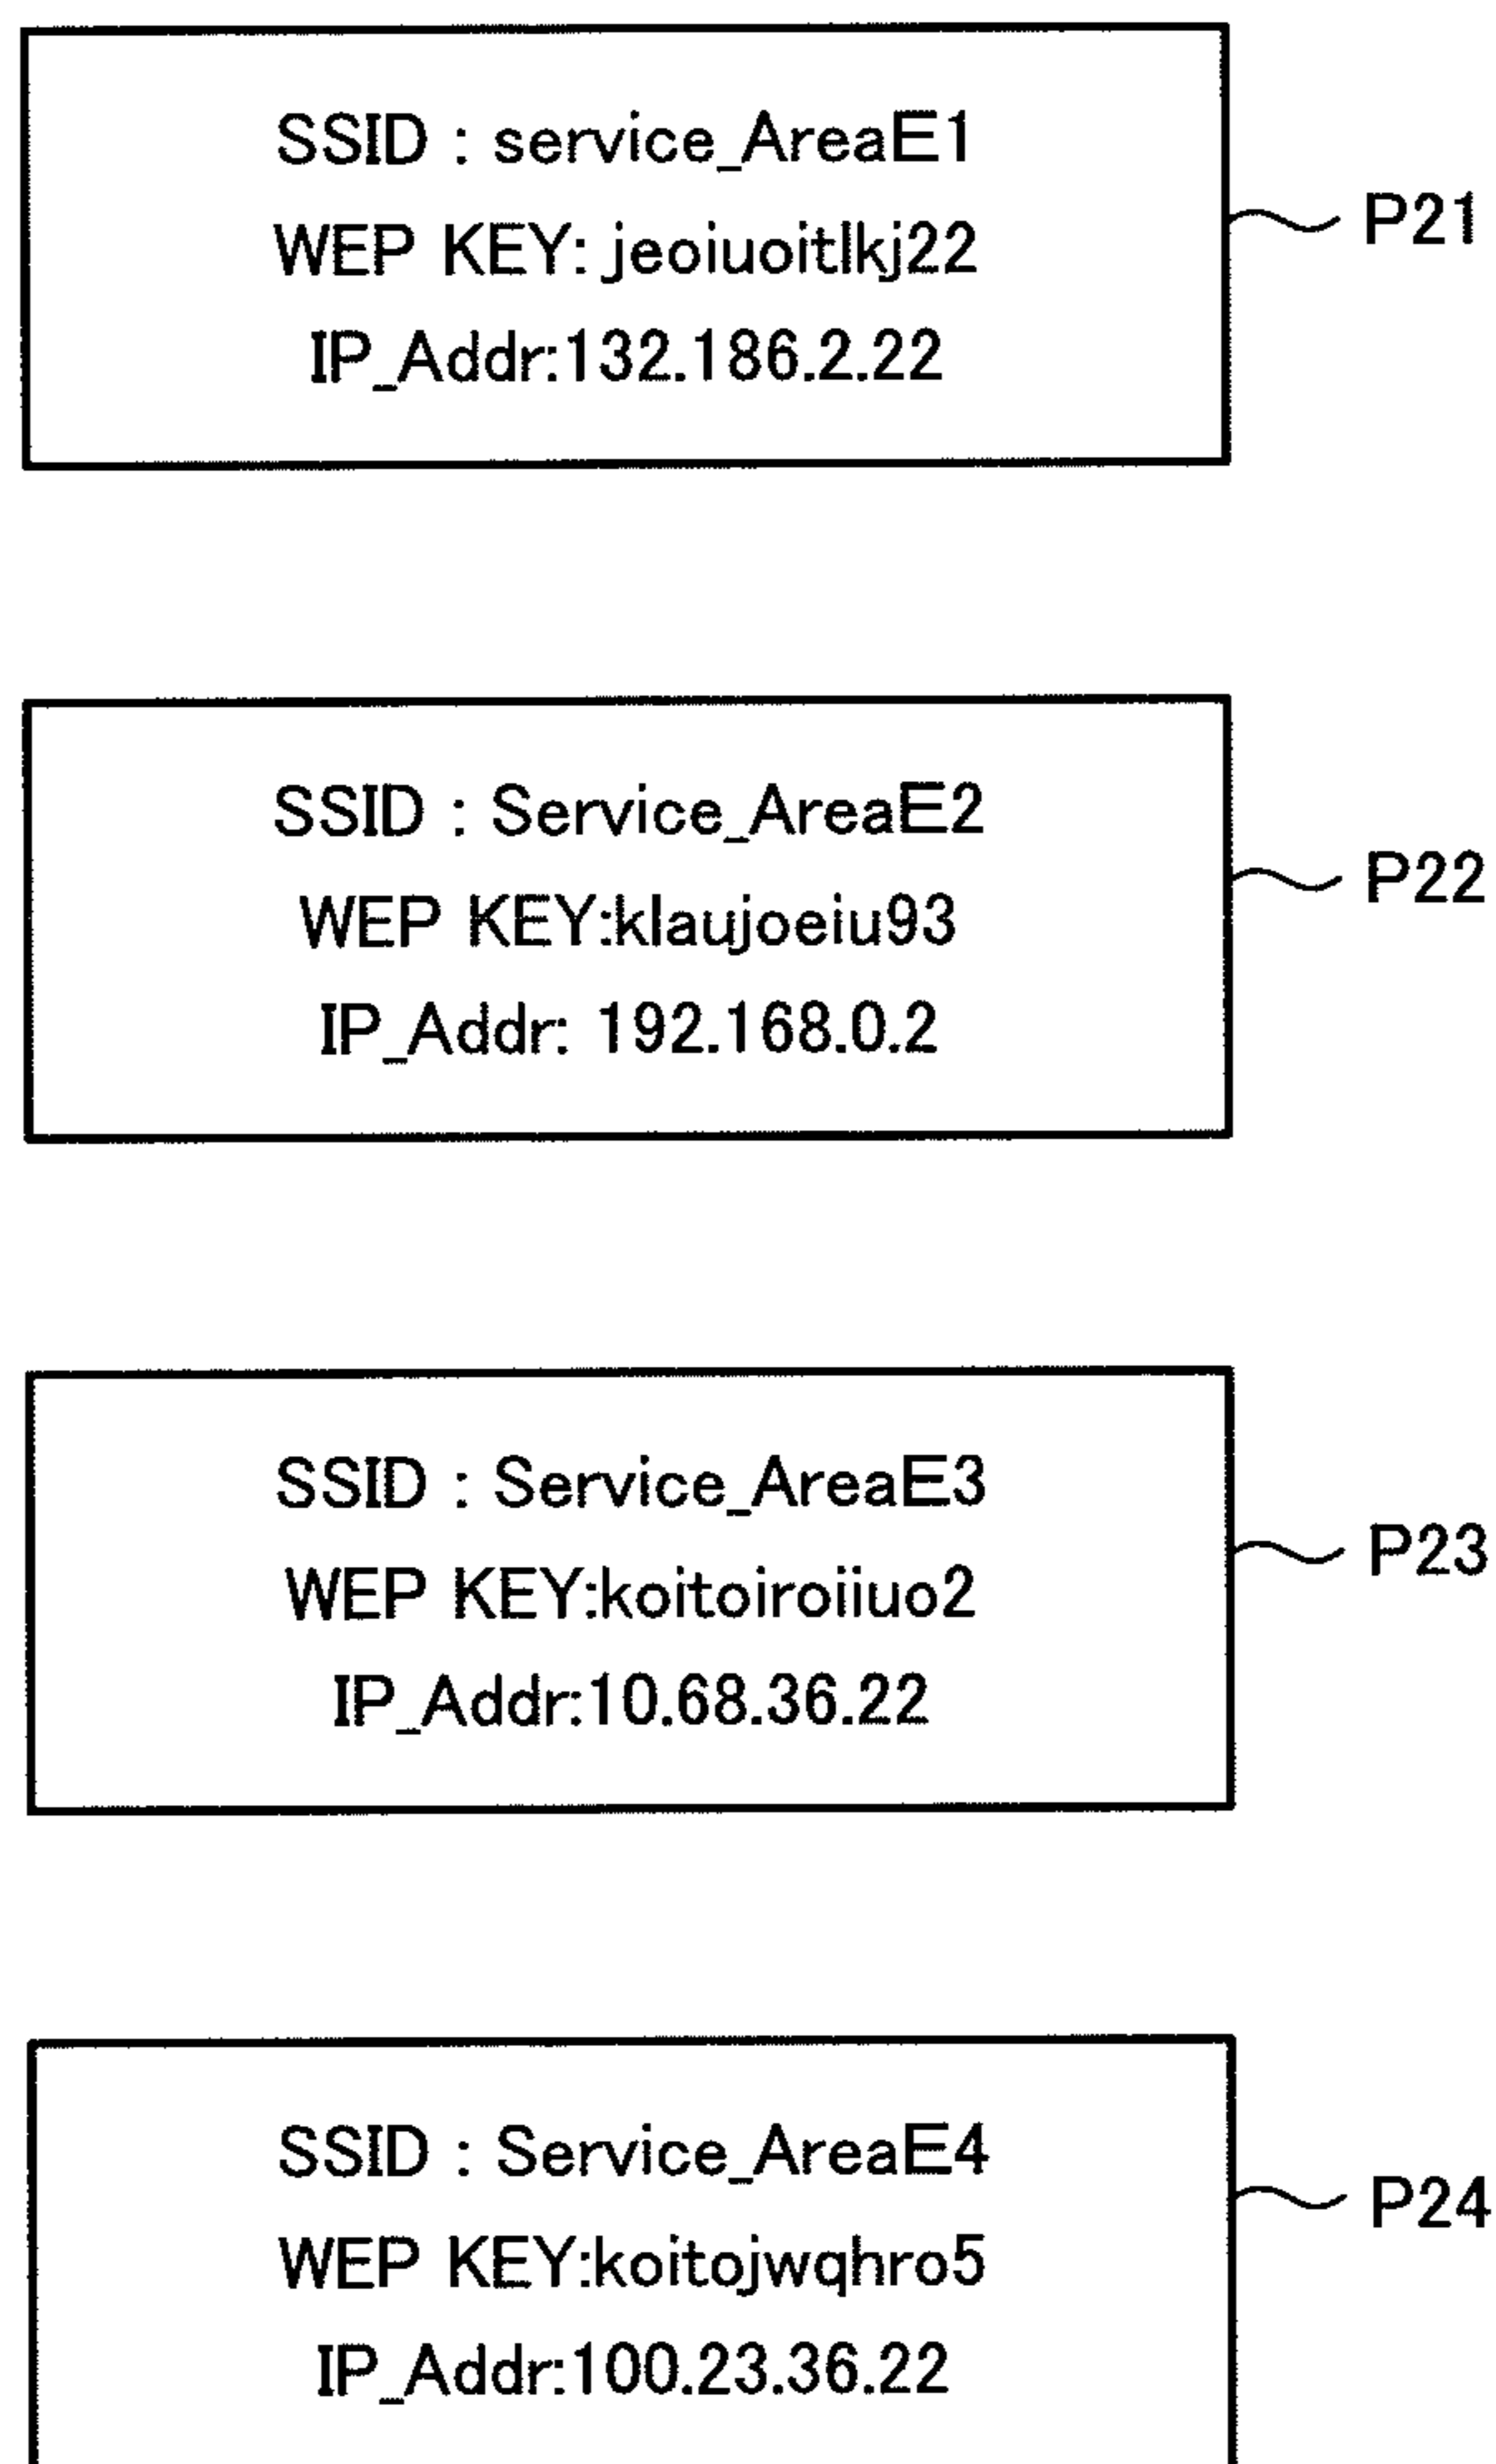 SSID : service_AreaE1
WEP KEY: jeoiuoitlkj22
IP_Addr:132.186.2.22
P21
SSID : Service_AreaE2
WEP KEY:klaujoeiu93
IP_Addr: 192.168.0.2
P22
SSID : Service_AreaE3
WEP KEY:koitoiroiiuo2
IP_Addr:10.68.36.22
P23
SSID : Service_AreaE4
WEP KEY:koitojwqhro5
IP_Addr:100.23.36.22
P24